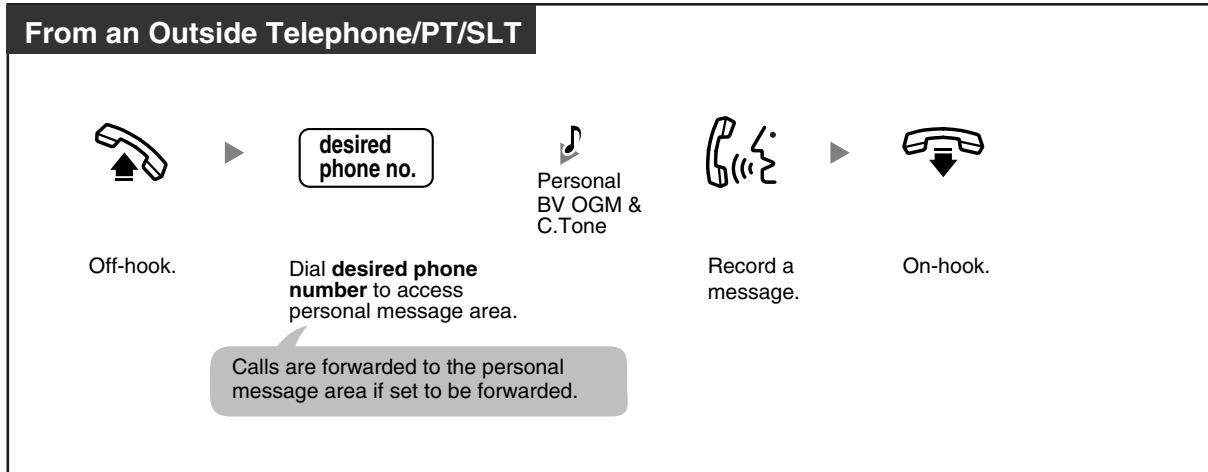 From an Outside Telephone/PT/SLT
desired
phone no.
Personal
BV OGM &
C.Tone
Off-hook.
Dial desired phone
number to access
personal message area.
Record a
message.
On-hook.
Calls are forwarded to the personal
message area if set to be forwarded.